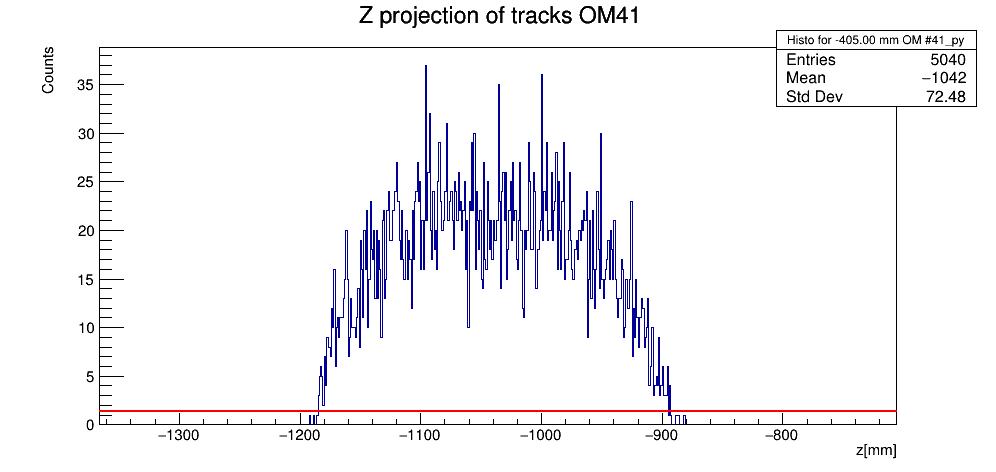 Z projection of tracks OM41
Histo for -405.00 mm OM #41_py
Entries 5040
Mean −1042
Std Dev 72.48
Counts
35
30
25
20
15
10
5
0
−1300 −1200 −1100 −1000 −900 −800
z[mm]